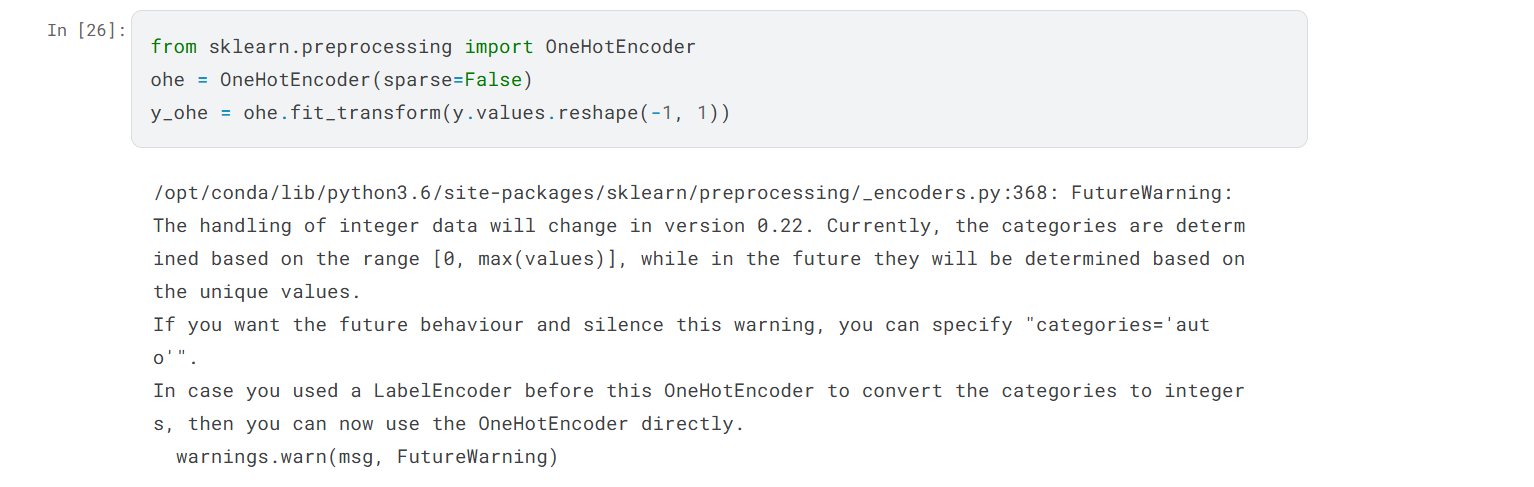 In [26]:
from sklearn.preprocessing import OneHotEncoder
ohe = OneHotEncoder(sparse=False)
y_ohe = ohe.fit_transform(y.values.reshape(-1, 1))
/opt/conda/lib/python3.6/site-packages/sklearn/preprocessing/_encoders.py:368: FutureWarning:
The handling of integer data will change in version 0.22. Currently, the categories are determ
ined based on the range [0, max(values)], while in the future they will be determined based on
the unique values.
If you want the future behaviour and silence this warning, you can specify "categories='aut
o'".
In case you used a LabelEncoder before this OneHotEncoder to convert the categories to integer
s, then you can now use the OneHotEncoder directly.
  warnings.warn(msg, FutureWarning)